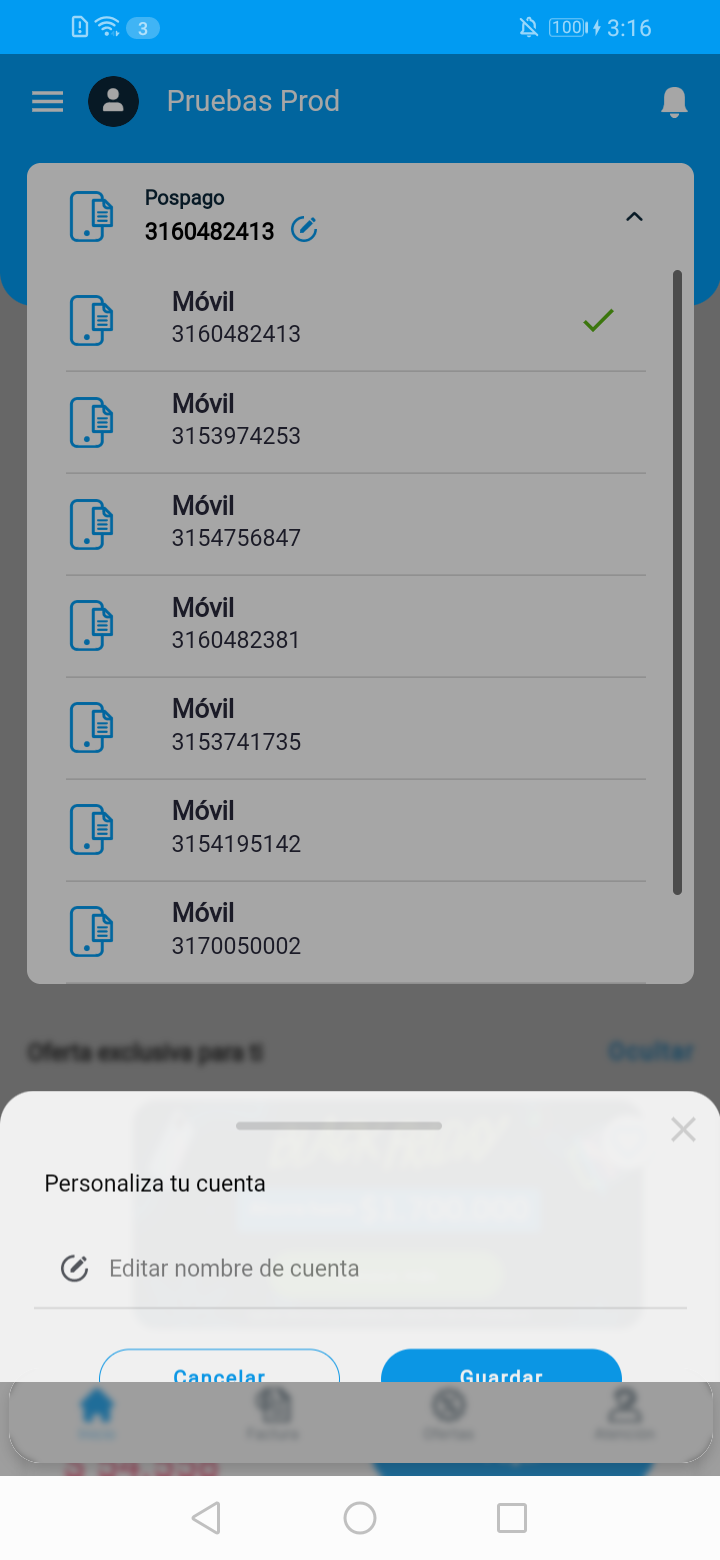 3
100
3:16
Pruebas Prod
Pospago
3160482413
Móvil
3160482413
Móvil
3153974253
Móvil
3154756847
Móvil
3160482381
Móvil
3153741735
Móvil
3154195142
Móvil
3170050002
Oferta exclusiva para ti
Ocultar
Personaliza tu cuenta
Editar nombre de cuenta
Cancelar
Guardar
Inicio
Factura
Ofertas
Atención